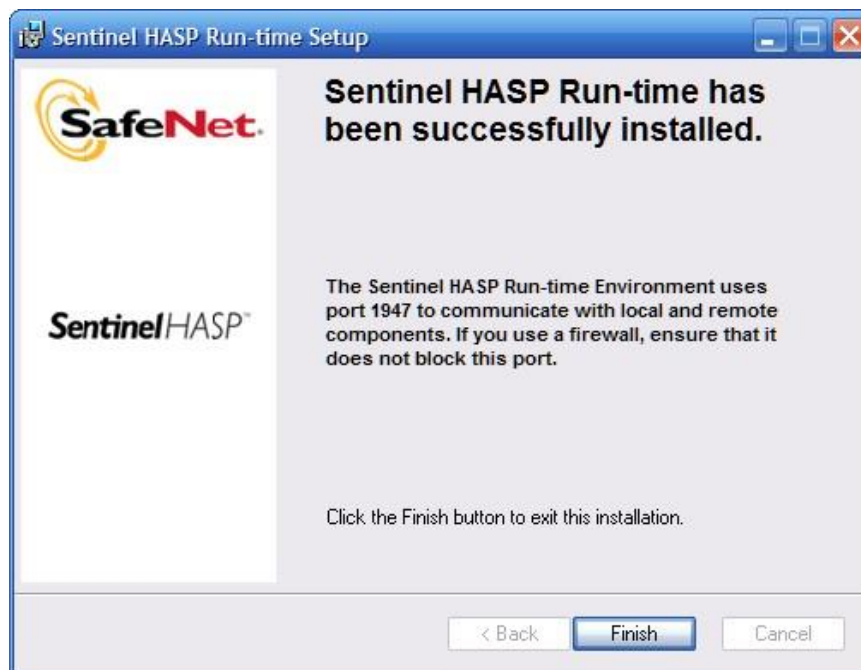 Sentinel HASP Run-time Setup
SafeNet.
Sentinel HASP Run-time has
been successfully installed.
SentinelHASP™
The Sentinel HASP Run-time Environment uses
port 1947 to communicate with local and remote
components. If you use a firewall, ensure that it
does not block this port.
Click the Finish button to exit this installation.
< Back
Finish
Cancel